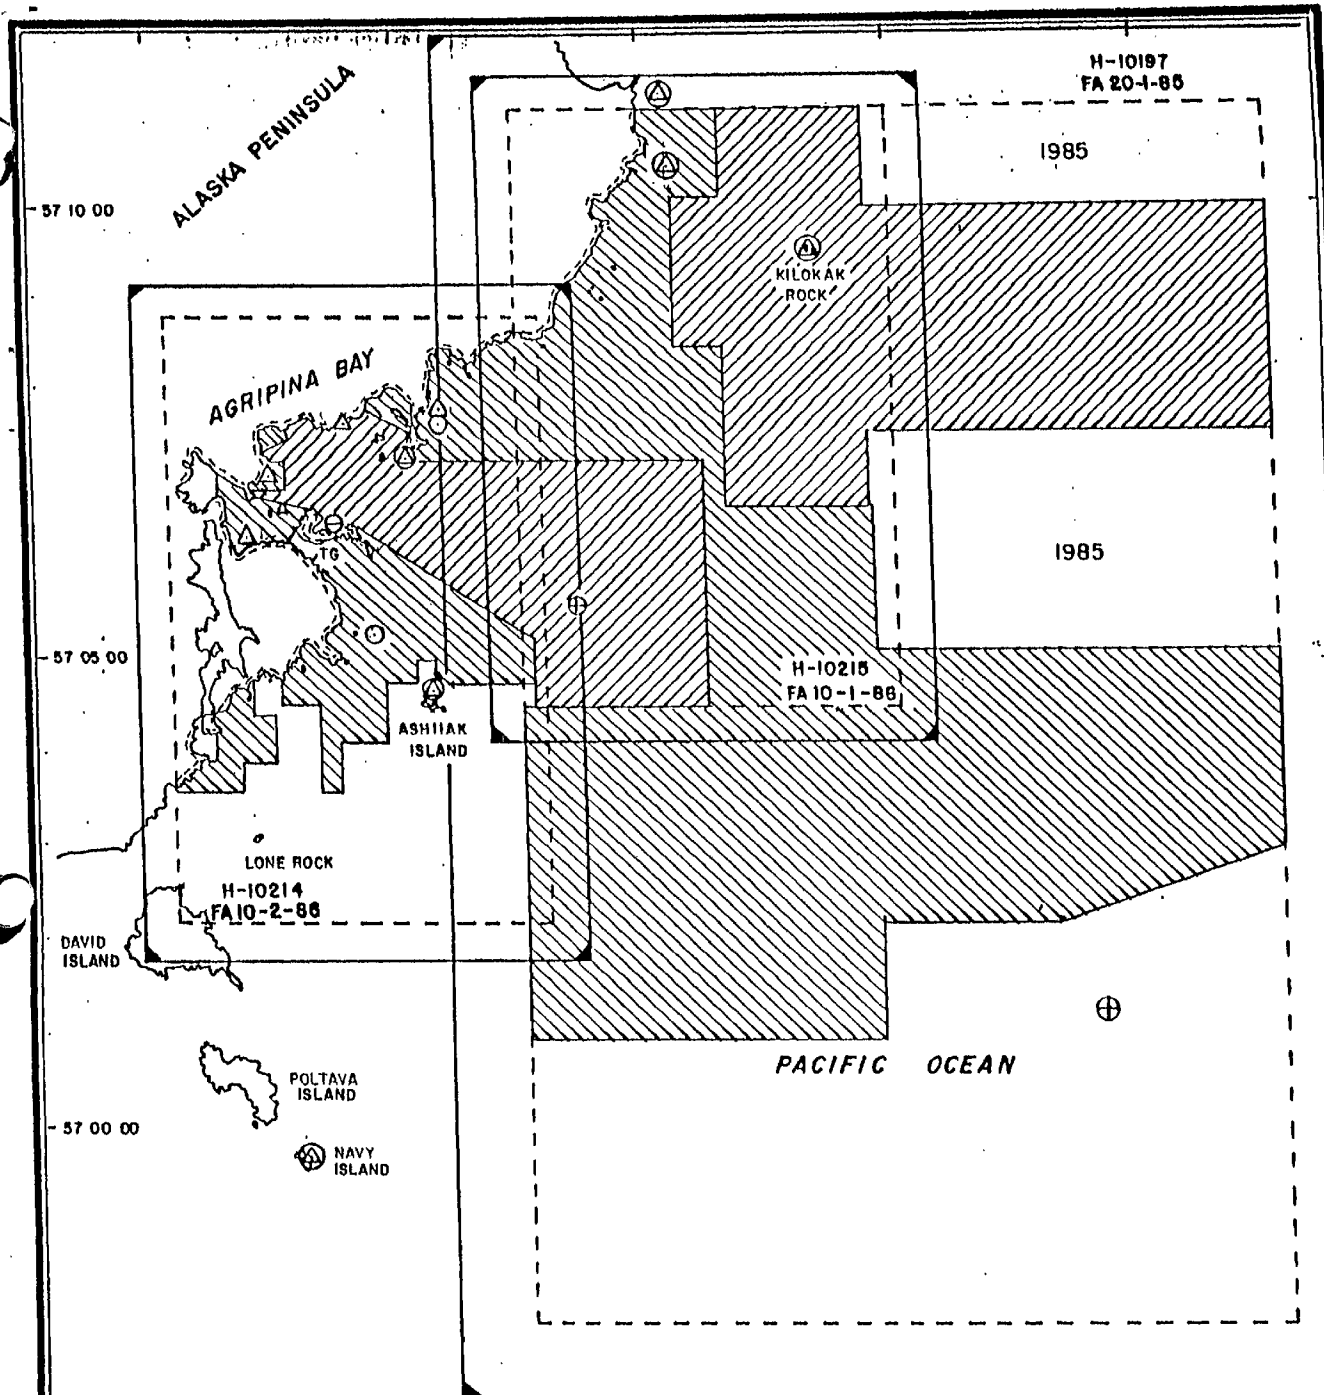 H-10197
FA 20-1-85
ALASKA PENINSULA
1985
57 10 00
KILOKAK
ROCK
AGRIPINA BAY
TG
1985
57 05 00
H-10215
FA 10-1-86
ASHIIAK
ISLAND
LONE ROCK
H-10214
FA 10-2-86
DAVID
ISLAND
PACIFIC OCEAN
POLTAVA
ISLAND
57 00 00
NAVY
ISLAND